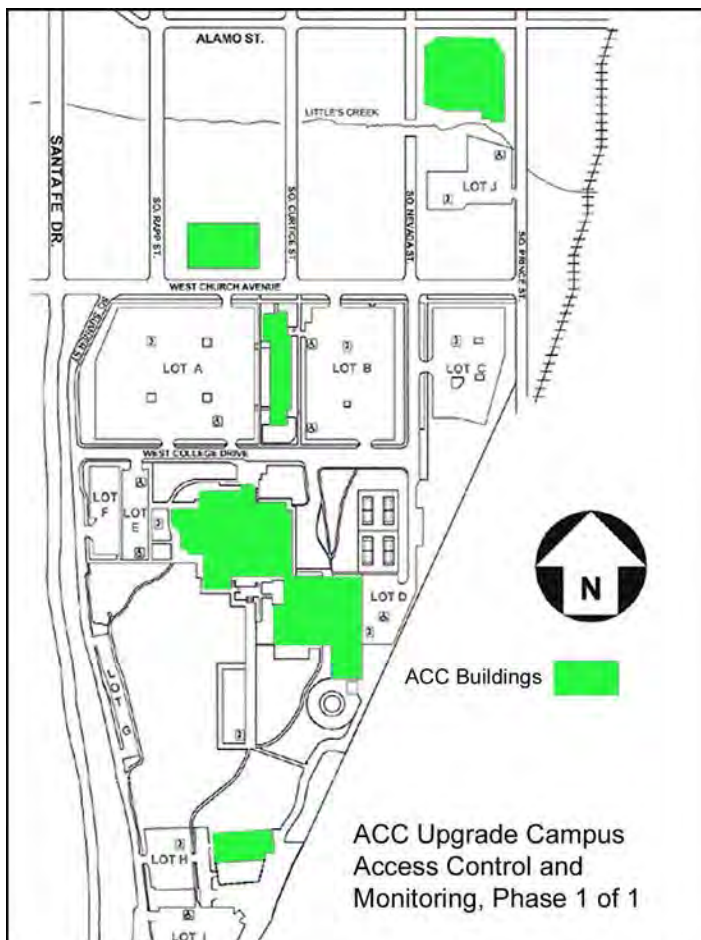 ALAMO ST.
LITTLE'S CREEK
SANTA FE DR.
SO. RAPP ST.
SO. CURTICE ST.
SO. NEVADA ST.
LOT J
SO. PRINCE ST.
WEST CHURCH AVENUE
LOT A
LOT B
LOT C
WEST COLLEGE DRIVE
LOT
F
LOT
E
LOT D
N
ACC Buildings
LOT G
ACC Upgrade Campus
Access Control and
Monitoring, Phase 1 of 1
LOT H
LOT I